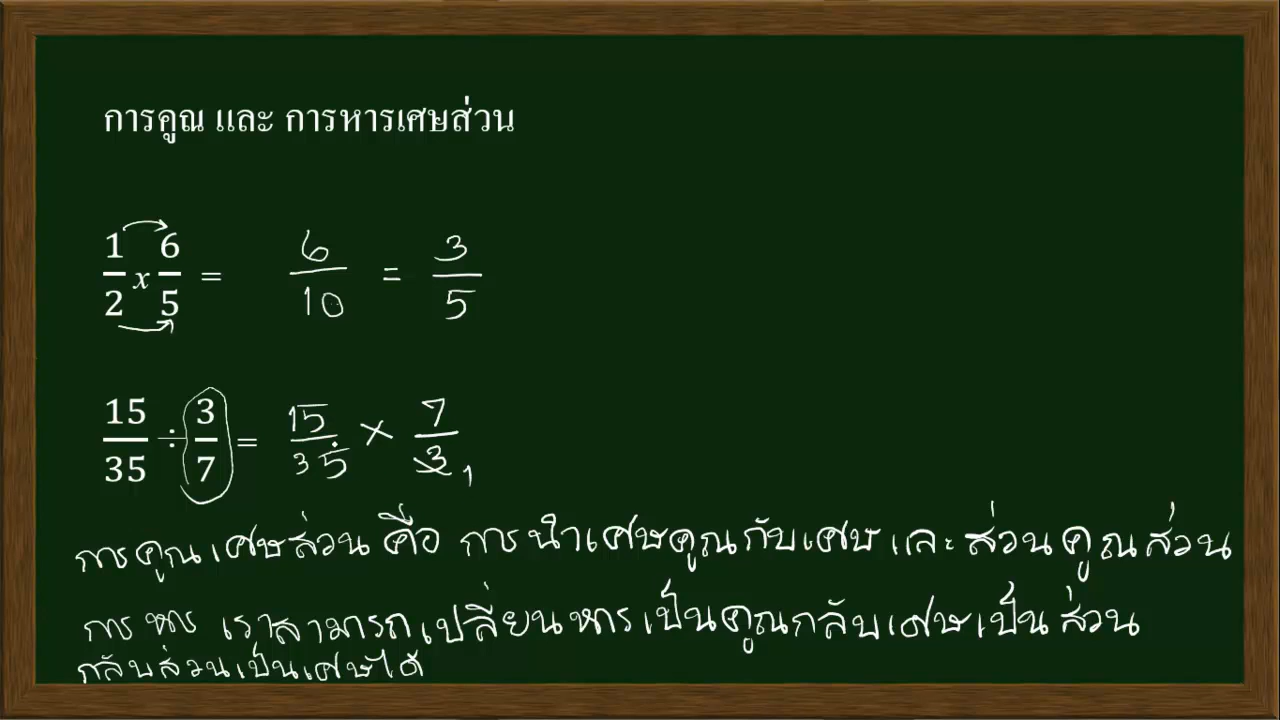 การคูณ และ การหารเศษส่วน
1/2 x 6/5 = 6/10 = 3/5
15/35 ÷ 3/7 = 15/35 × 7/3 1
การคูณเศษส่วน คือ การนำเศษคูณกับเศษ และ ส่วนคูณส่วน
การหาร เราสามารถเปลี่ยนหารเป็นคูณกลับเศษเป็นส่วน
กลับส่วนเป็นเศษได้